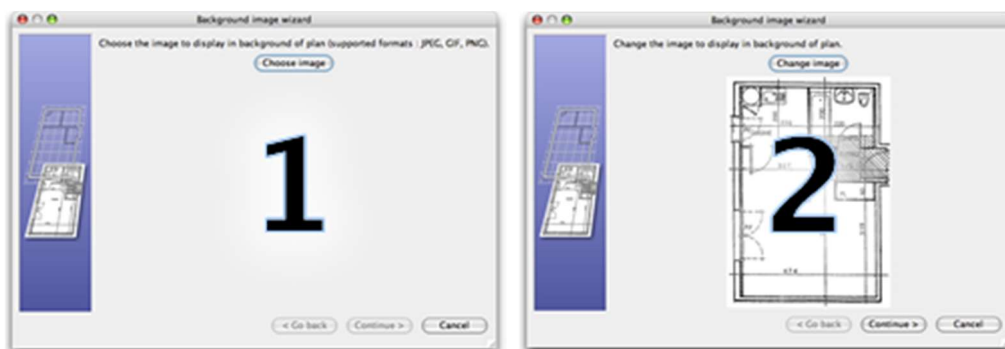 Background image wizard
Choose the image to display in background of plan (supported formats : JPEG, GIF, PNG).
Choose image
1
< Go back
Continue >
Cancel
Background image wizard
Change the image to display in background of plan.
Change image
2
474
< Go back
Continue >
Cancel